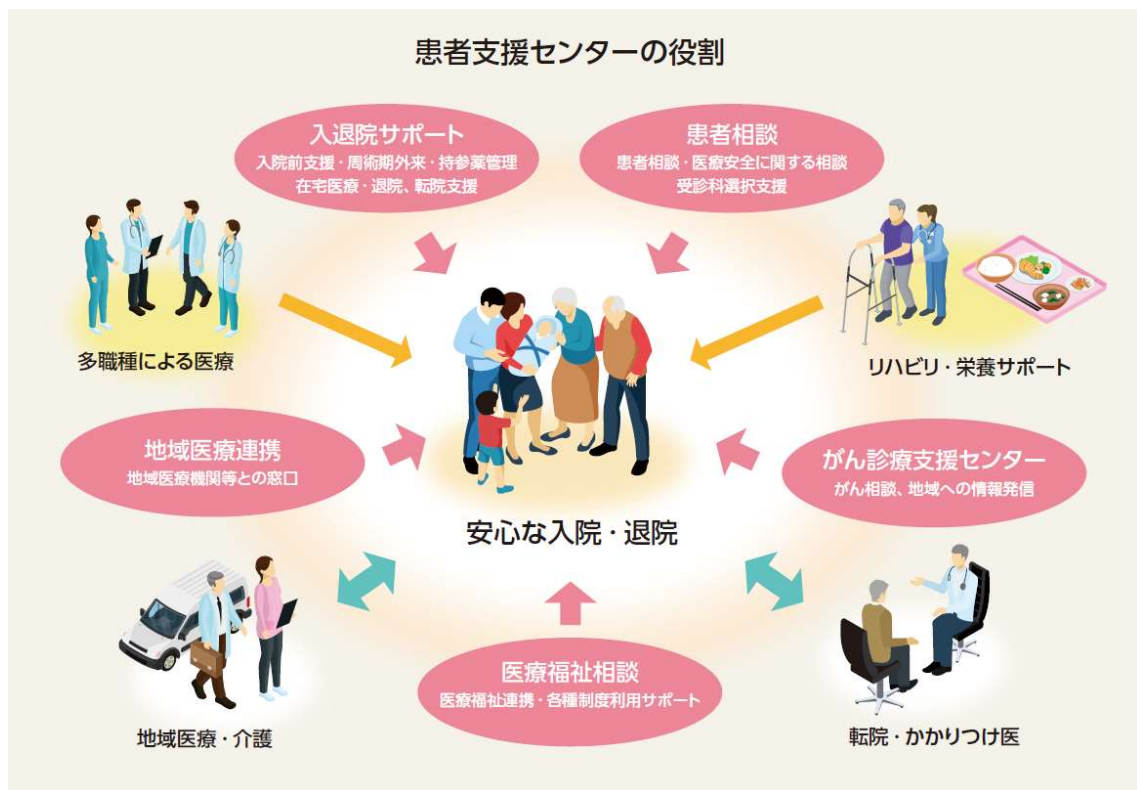 患者支援センターの役割
入退院サポート
入院前支援・周術期外来・持参薬管理
在宅医療・退院、転院支援
患者相談
患者相談・医療安全に関する相談
受診科選択支援
多職種による医療
リハビリ・栄養サポート
地域医療連携
地域医療機関等との窓口
がん診療支援センター
がん相談、地域への情報発信
安心な入院・退院
医療福祉相談
医療福祉連携・各種制度利用サポート
地域医療・介護
転院・かかりつけ医